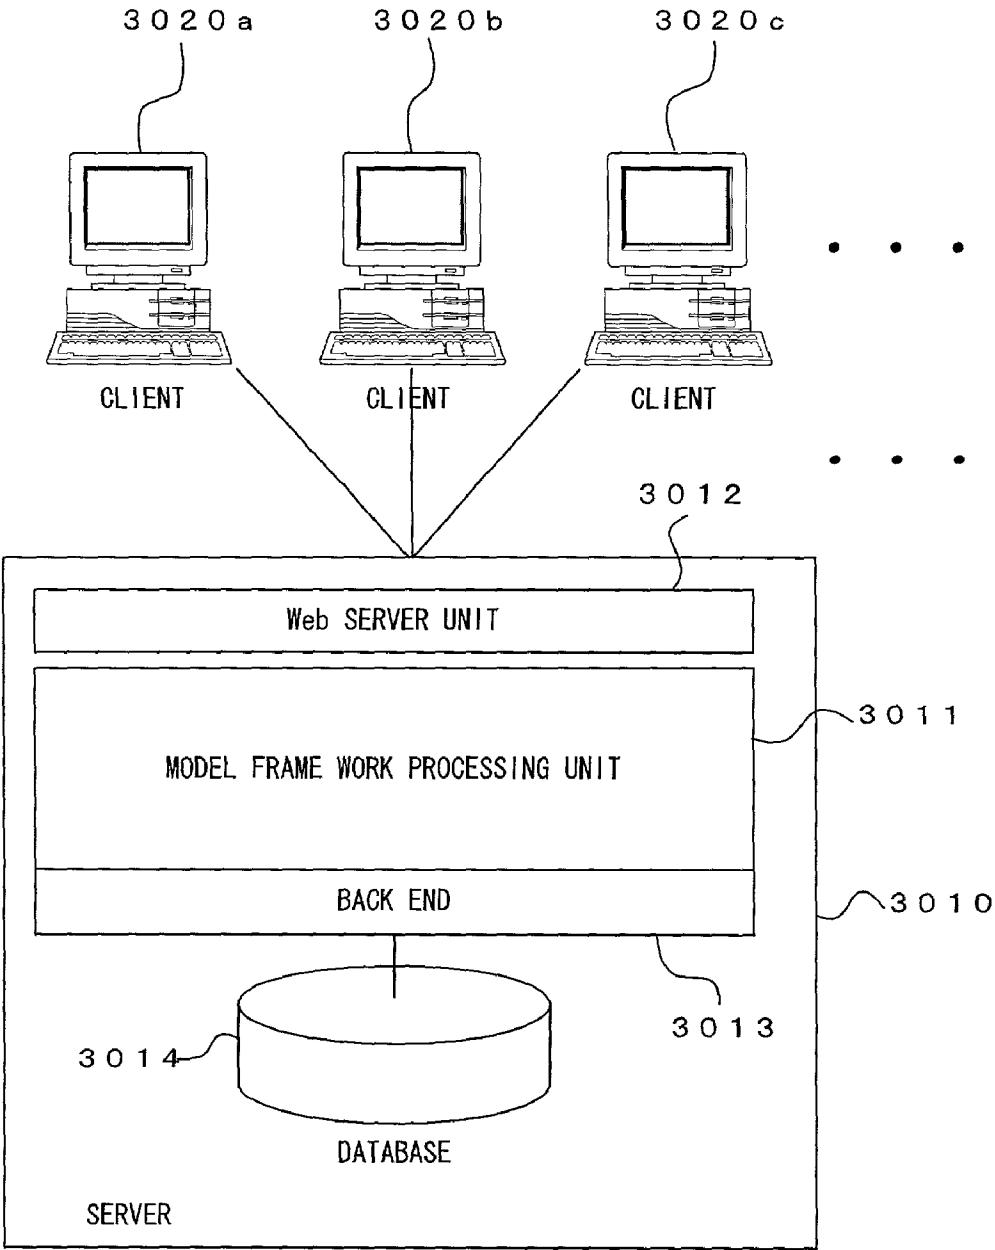 3020a 3020b 3020c
CLIENT CLIENT CLIENT
3012
Web SERVER UNIT
3011
MODEL FRAME WORK PROCESSING UNIT
BACK END
3010
3013
3014
DATABASE
SERVER